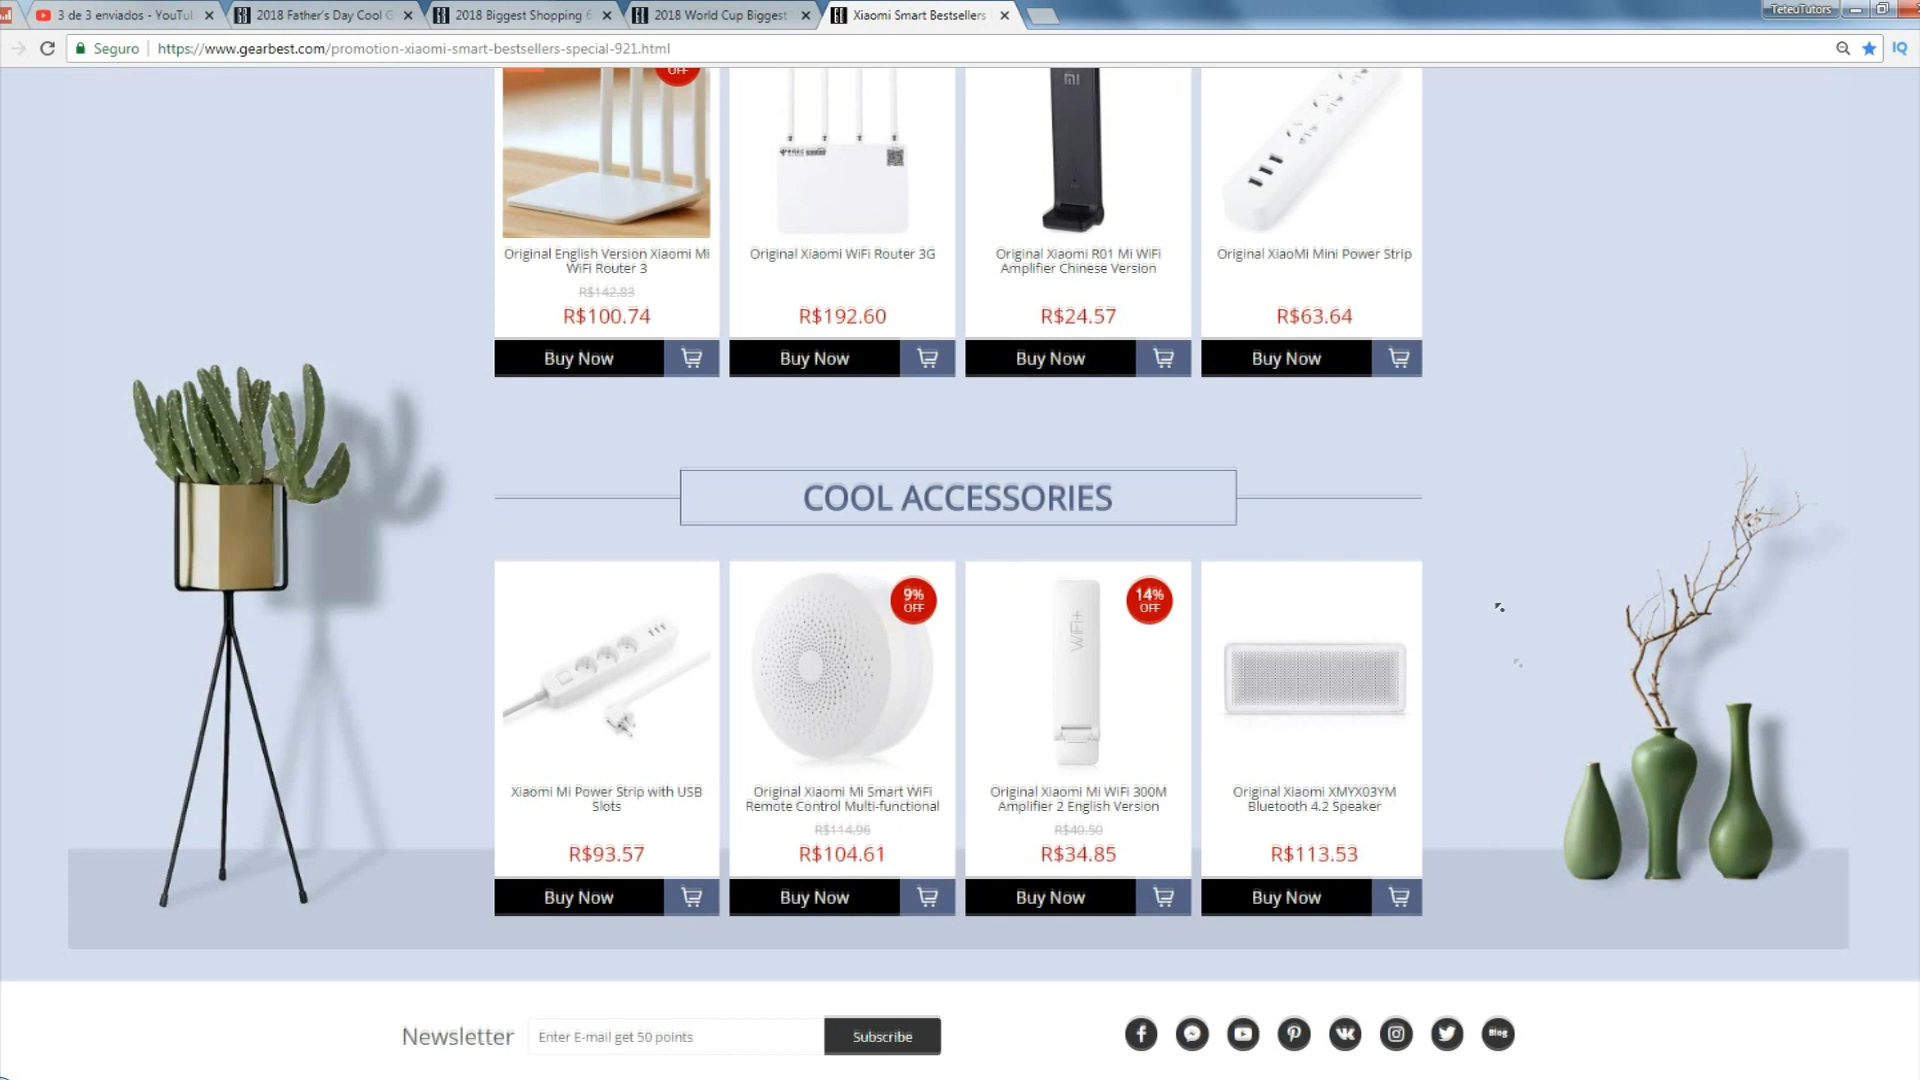 3 de 3 enviados - YouTu
2018 Father's Day Cool G
2018 Biggest Shopping 6
2018 World Cup Biggest
Xiaomi Smart Bestsellers
TeteuTutors
Seguro
https://www.gearbest.com/promotion-xiaomi-smart-bestsellers-special-921.html
IQ
OFF
MI
Original English Version Xiaomi Mi
WiFi Router 3
R$142.83
R$100.74
Buy Now
Original Xiaomi WiFi Router 3G
R$192.60
Buy Now
Original Xiaomi R01 Mi WiFi
Amplifier Chinese Version
R$24.57
Buy Now
Original XiaoMi Mini Power Strip
R$63.64
Buy Now
COOL ACCESSORIES
Xiaomi Mi Power Strip with USB
Slots
R$93.57
Buy Now
9%
OFF
Original Xiaomi Mi Smart WiFi
Remote Control Multi-functional
R$114.96
R$104.61
Buy Now
14%
OFF
WiFi+
Original Xiaomi Mi WiFi 300M
Amplifier 2 English Version
R$40.50
R$34.85
Buy Now
Original Xiaomi XMYX03YM
Bluetooth 4.2 Speaker
R$113.53
Buy Now
Newsletter
Enter E-mail get 50 points
Subscribe
Blog